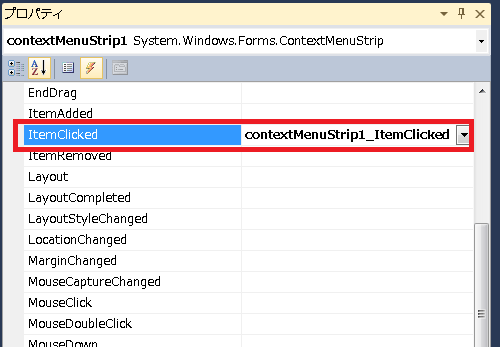 プロパティ
contextMenuStrip1 System.Windows.Forms.ContextMenuStrip
EndDrag
ItemAdded
ItemClicked contextMenuStrip1_ItemClicked
ItemRemoved
Layout
LayoutCompleted
LayoutStyleChanged
LocationChanged
MarginChanged
MouseCaptureChanged
MouseClick
MouseDoubleClick
MouseDown